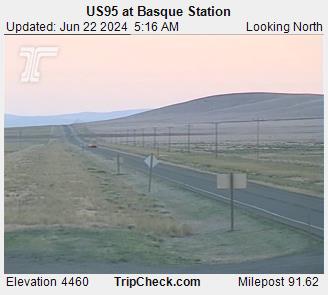 US95 at Basque Station
Updated: Jun 22 2024 5:16 AM Looking North
Elevation 4460 TripCheck.com Milepost 91.62